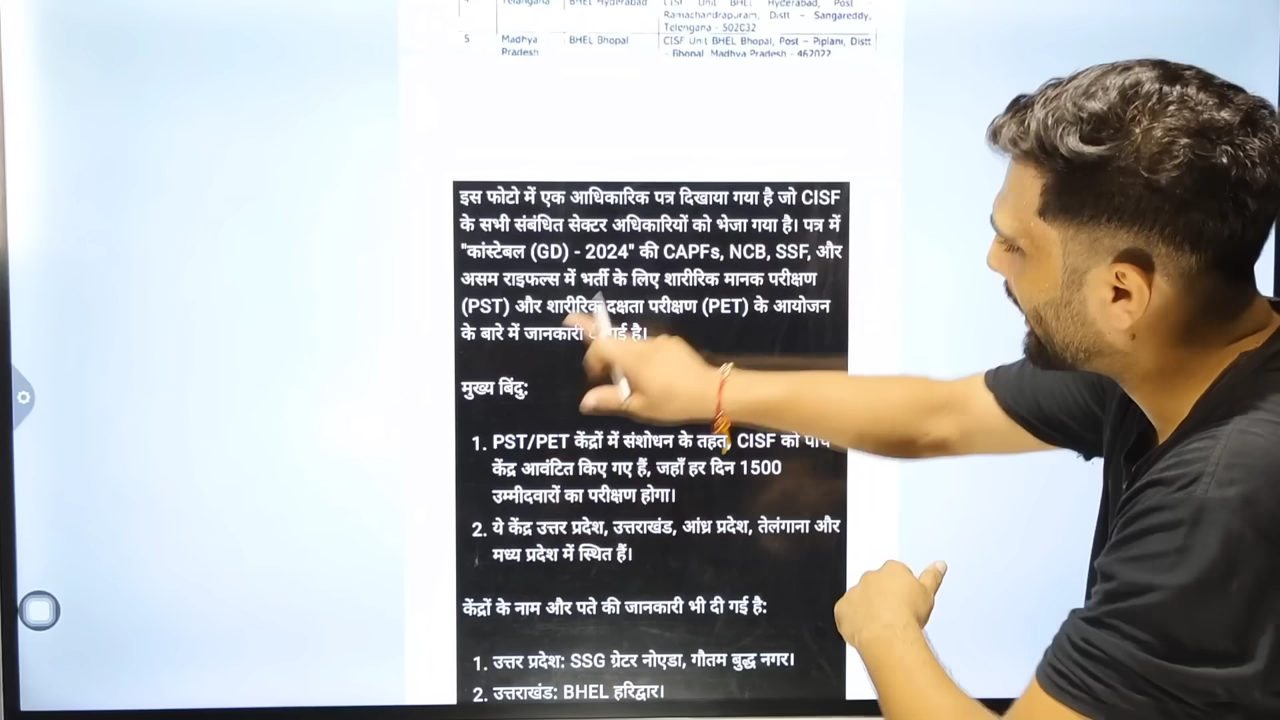 Telangana BHEL Hyderabad CISF Unit BHEL Hyderabad, Post
Ramachandrapuram, Distt – Sangareddy,
Telengana - 502032
5 Madhya Pradesh BHEL Bhopal CISF Unit BHEL Bhopal, Post – Piplani, Distt
- Bhopal, Madhya Pradesh - 462022
इस फोटो में एक आधिकारिक पत्र दिखाया गया है जो CISF
के सभी संबंधित सेक्टर अधिकारियों को भेजा गया है। पत्र में
"कांस्टेबल (GD) - 2024" की CAPFs, NCB, SSF, और
असम राइफल्स में भर्ती के लिए शारीरिक मानक परीक्षण
(PST) और शारीरिक दक्षता परीक्षण (PET) के आयोजन
के बारे में जानकारी गई है।
मुख्य बिंदु:
1. PST/PET केंद्रों में संशोधन के तहत, CISF को
केंद्र आवंटित किए गए हैं, जहाँ हर दिन 1500
उम्मीदवारों का परीक्षण होगा।
2. ये केंद्र उत्तर प्रदेश, उत्तराखंड, आंध्र प्रदेश, तेलंगाना और
मध्य प्रदेश में स्थित हैं।
केंद्रों के नाम और पते की जानकारी भी दी गई है:
1. उत्तर प्रदेश: SSG ग्रेटर नोएडा, गौतम बुद्ध नगर।
2. उत्तराखंड: BHEL हरिद्वार।